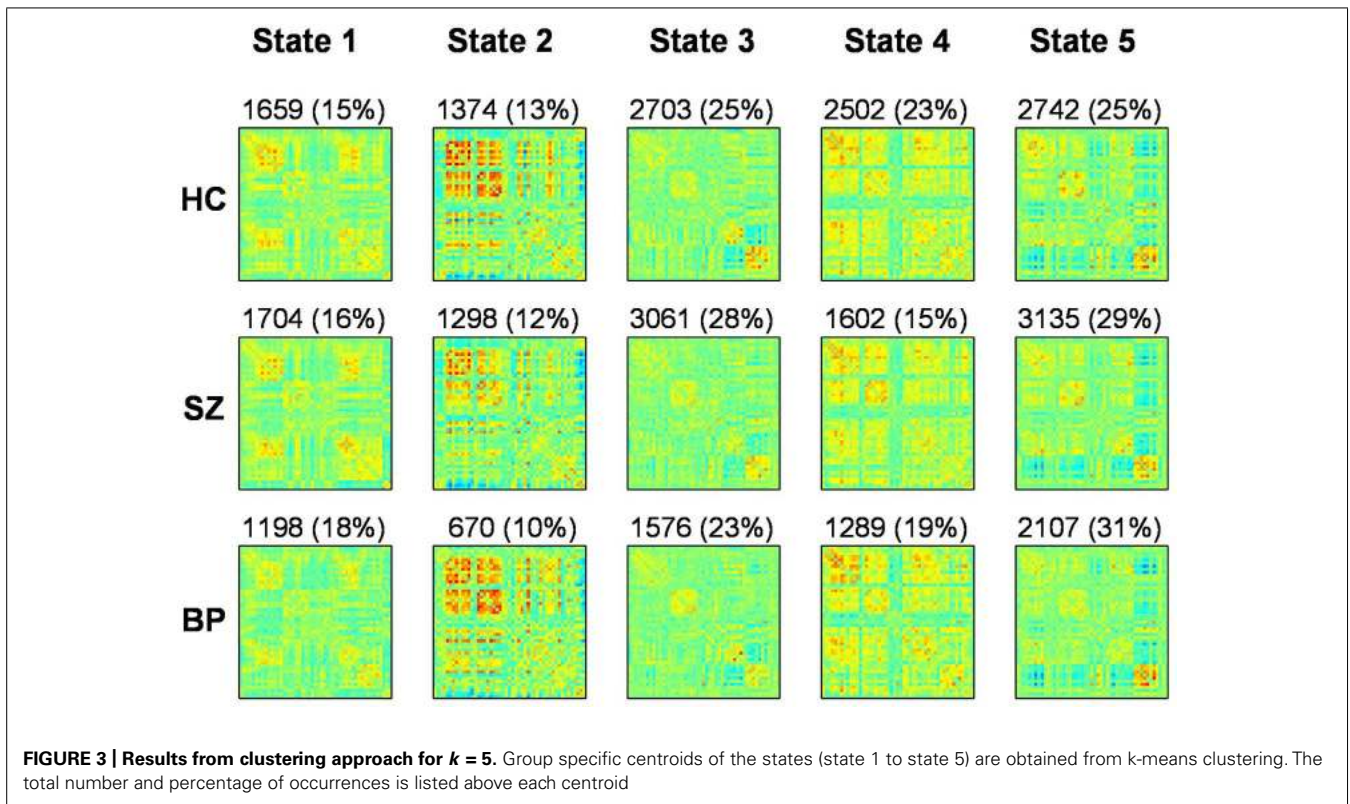 State 1 State 2 State 3 State 4 State 5
1659 (15%) 1374 (13%) 2703 (25%) 2502 (23%) 2742 (25%)
HC
1704 (16%) 1298 (12%) 3061 (28%) 1602 (15%) 3135 (29%)
SZ
1198 (18%) 670 (10%) 1576 (23%) 1289 (19%) 2107 (31%)
BP
FIGURE 3 | Results from clustering approach for k = 5. Group specific centroids of the states (state 1 to state 5) are obtained from k-means clustering. The
total number and percentage of occurrences is listed above each centroid